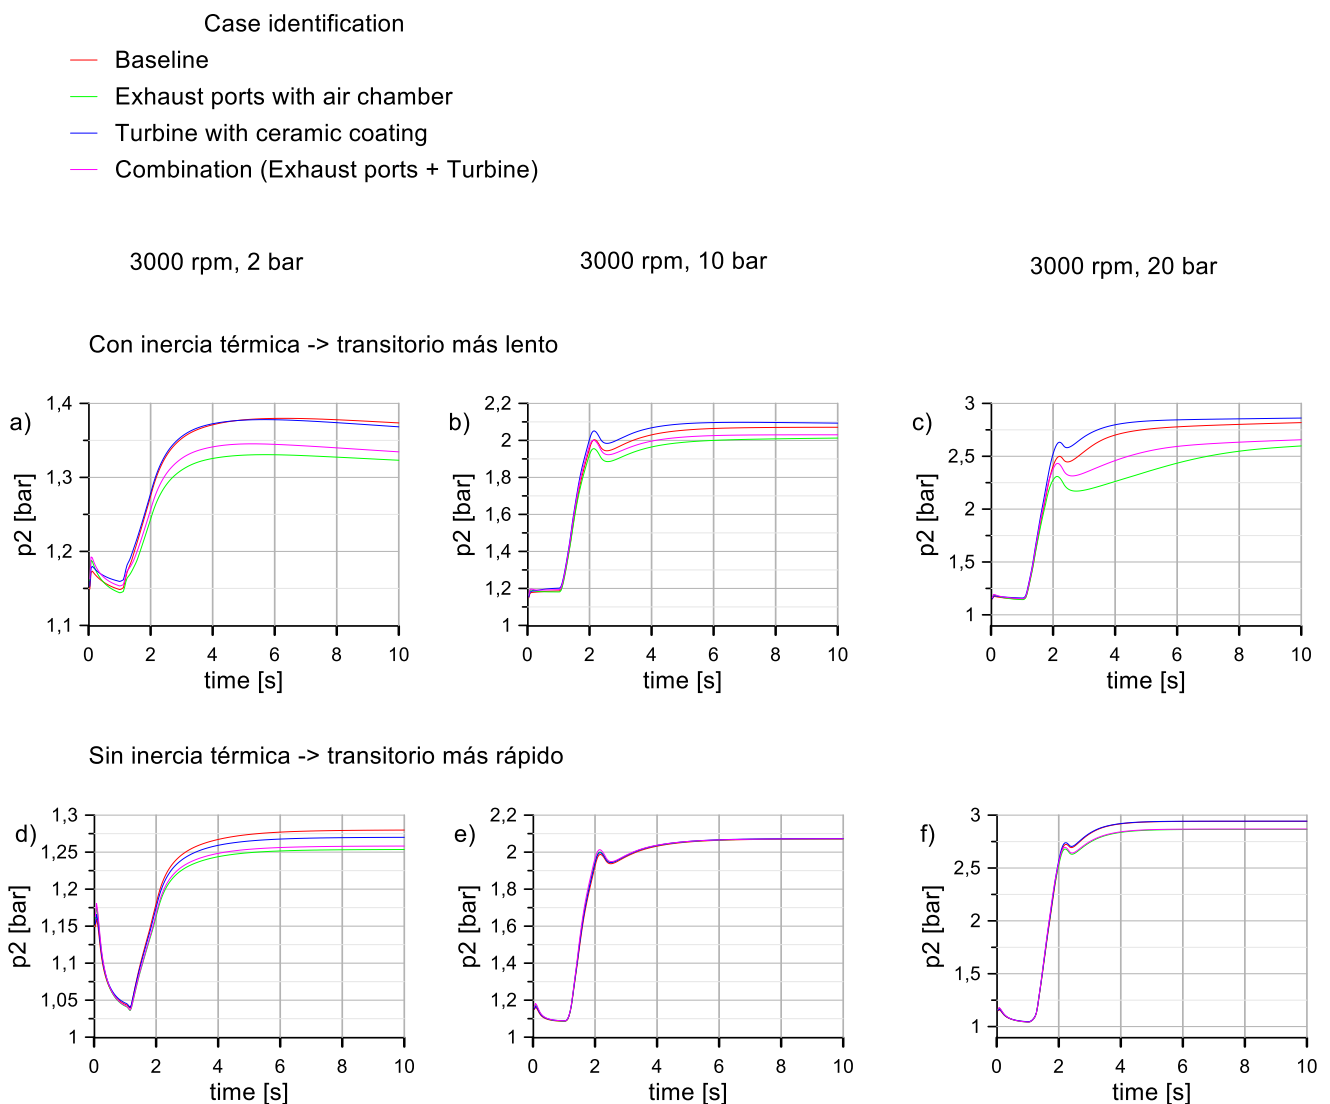 Case identification
Baseline
Exhaust ports with air chamber
Turbine with ceramic coating
Combination (Exhaust ports + Turbine)
3000 rpm, 2 bar
3000 rpm, 10 bar
3000 rpm, 20 bar
Con inercia térmica -> transitorio más lento
a)
p2 [bar]
1,4
1,3
1,2
1,1
0 2 4 6 8 10
time [s]
b)
p2 [bar]
2,2
2
1,8
1,6
1,4
1,2
1
0 2 4 6 8 10
time [s]
c)
p2 [bar]
3
2,5
2
1,5
1
0 2 4 6 8 10
time [s]
Sin inercia térmica -> transitorio más rápido
d)
p2 [bar]
1,3
1,25
1,2
1,15
1,1
1,05
1
0 2 4 6 8 10
time [s]
e)
p2 [bar]
2,2
2
1,8
1,6
1,4
1,2
1
0 2 4 6 8 10
time [s]
f)
p2 [bar]
3
2,5
2
1,5
1
0 2 4 6 8 10
time [s]